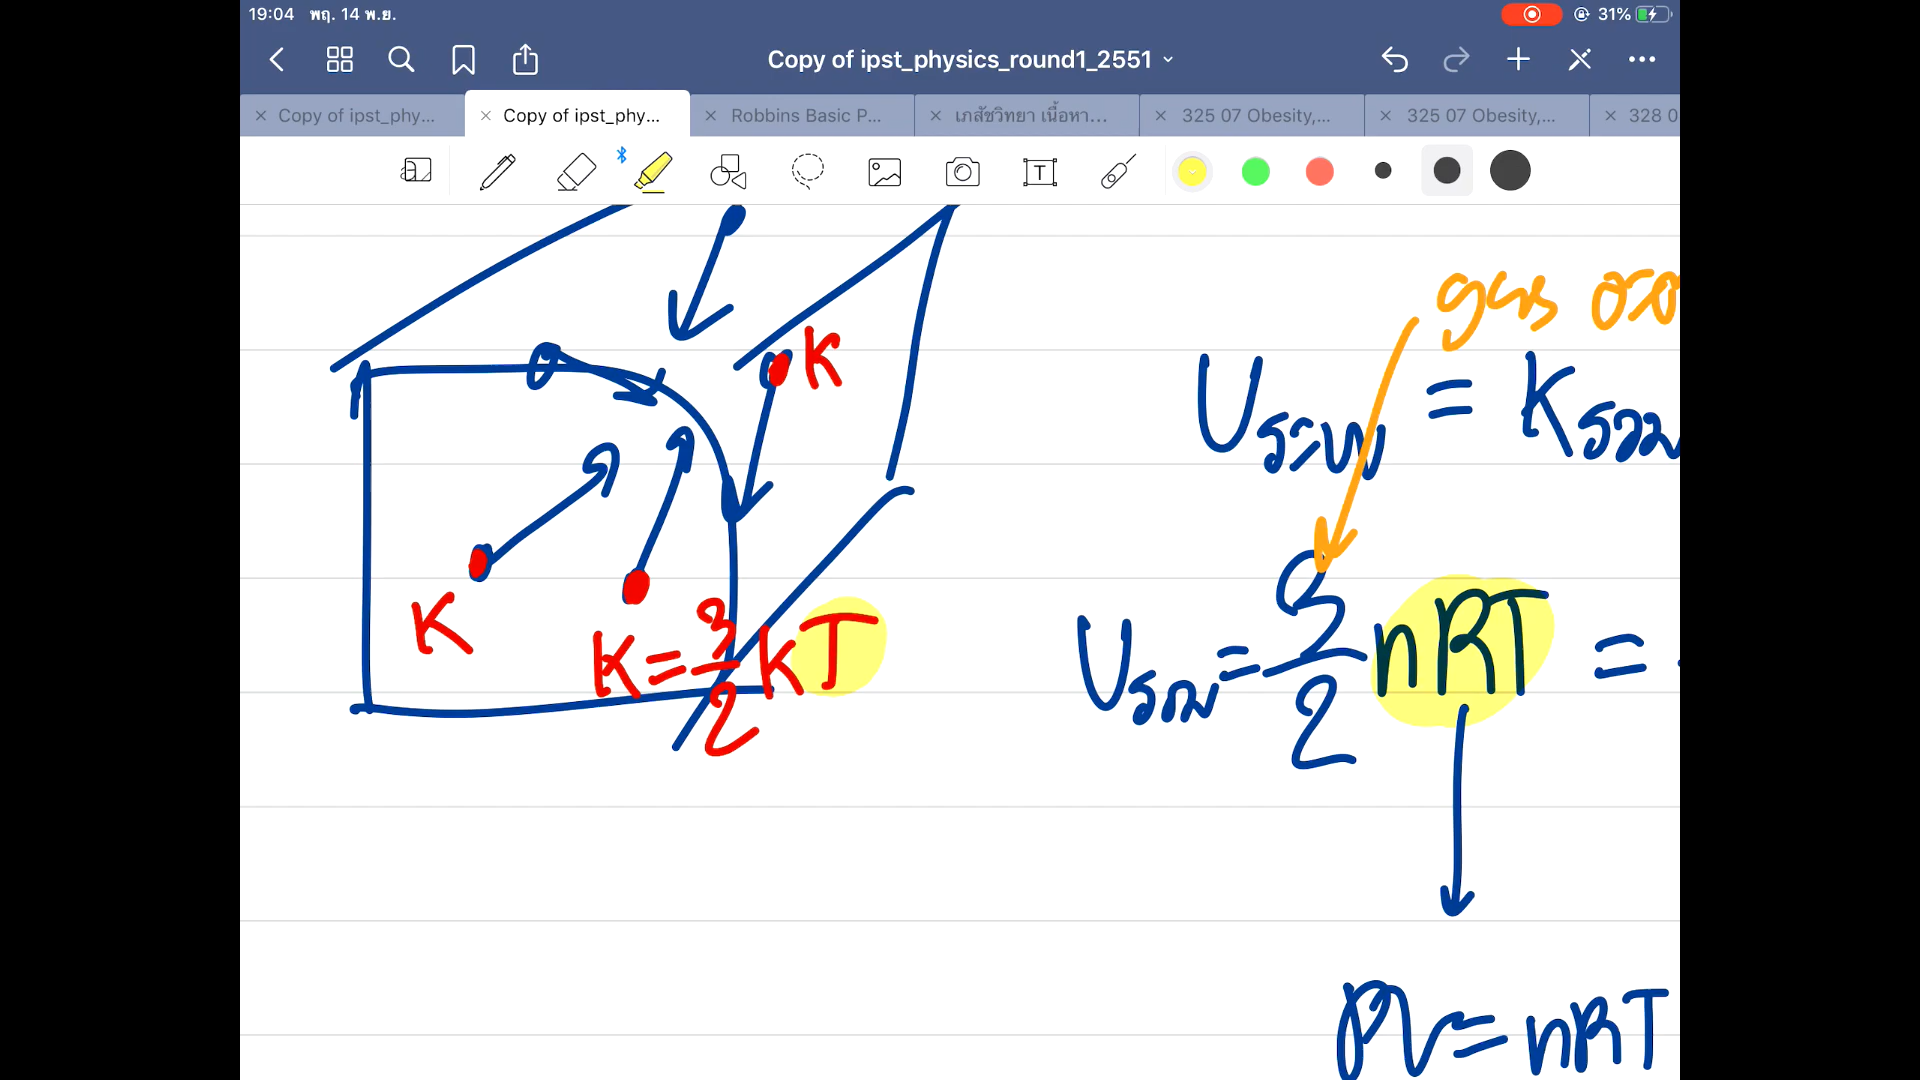 19:04 พฤ. 14 พ.ย. 31%
Copy of ipst_physics_round1_2551
Copy of ipst_phy... Copy of ipst_phy... Robbins Basic P... เภสัชวิทยา เนื้อหา... 325 07 Obesity,... 325 07 Obesity,... 328 0
T
gas
K
Uระบบ = Kรวม
K
K = 3/2 kT
Uรวม = 3/2 nRT =
PV = nRT